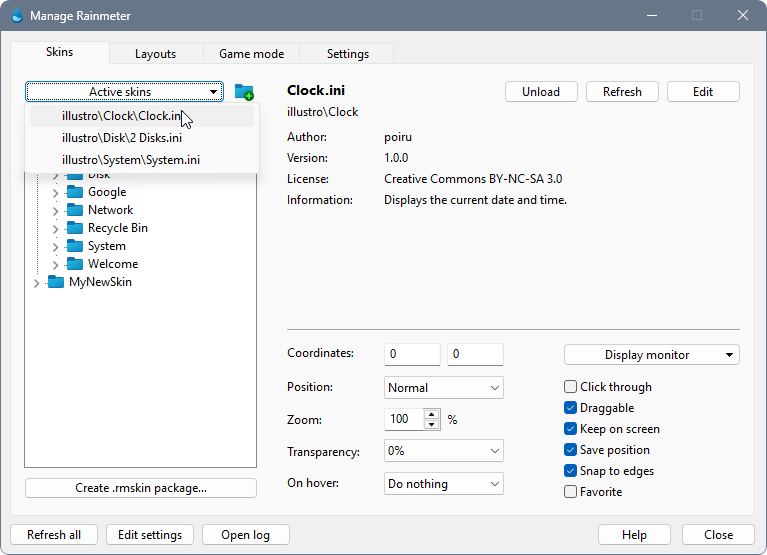 Manage Rainmeter
Skins
Layouts
Game mode
Settings
Active skins
illustro\Clock\Clock.ini
illustro\Disk\2 Disks.ini
illustro\System\System.ini
Disk
Google
Network
Recycle Bin
System
Welcome
MyNewSkin
Create .rmskin package...
Clock.ini
illustro\Clock
Unload
Refresh
Edit
Author: poiru
Version: 1.0.0
License: Creative Commons BY-NC-SA 3.0
Information: Displays the current date and time.
Coordinates: 0 0
Position: Normal
Zoom: 100 %
Transparency: 0%
On hover: Do nothing
Display monitor
Click through
Draggable
Keep on screen
Save position
Snap to edges
Favorite
Refresh all
Edit settings
Open log
Help
Close